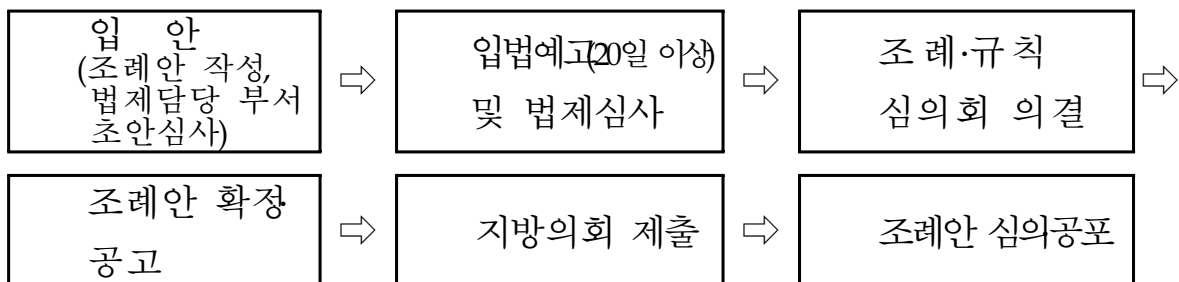 입 안
(조례안 작성,
법제담당 부서
초안심사)
⇨
입법예고(20일 이상)
및 법제심사
⇨
조례·규칙
심의회 의결
⇨
조례안 확정·
공고
⇨
지방의회 제출
⇨
조례안 심의·공포